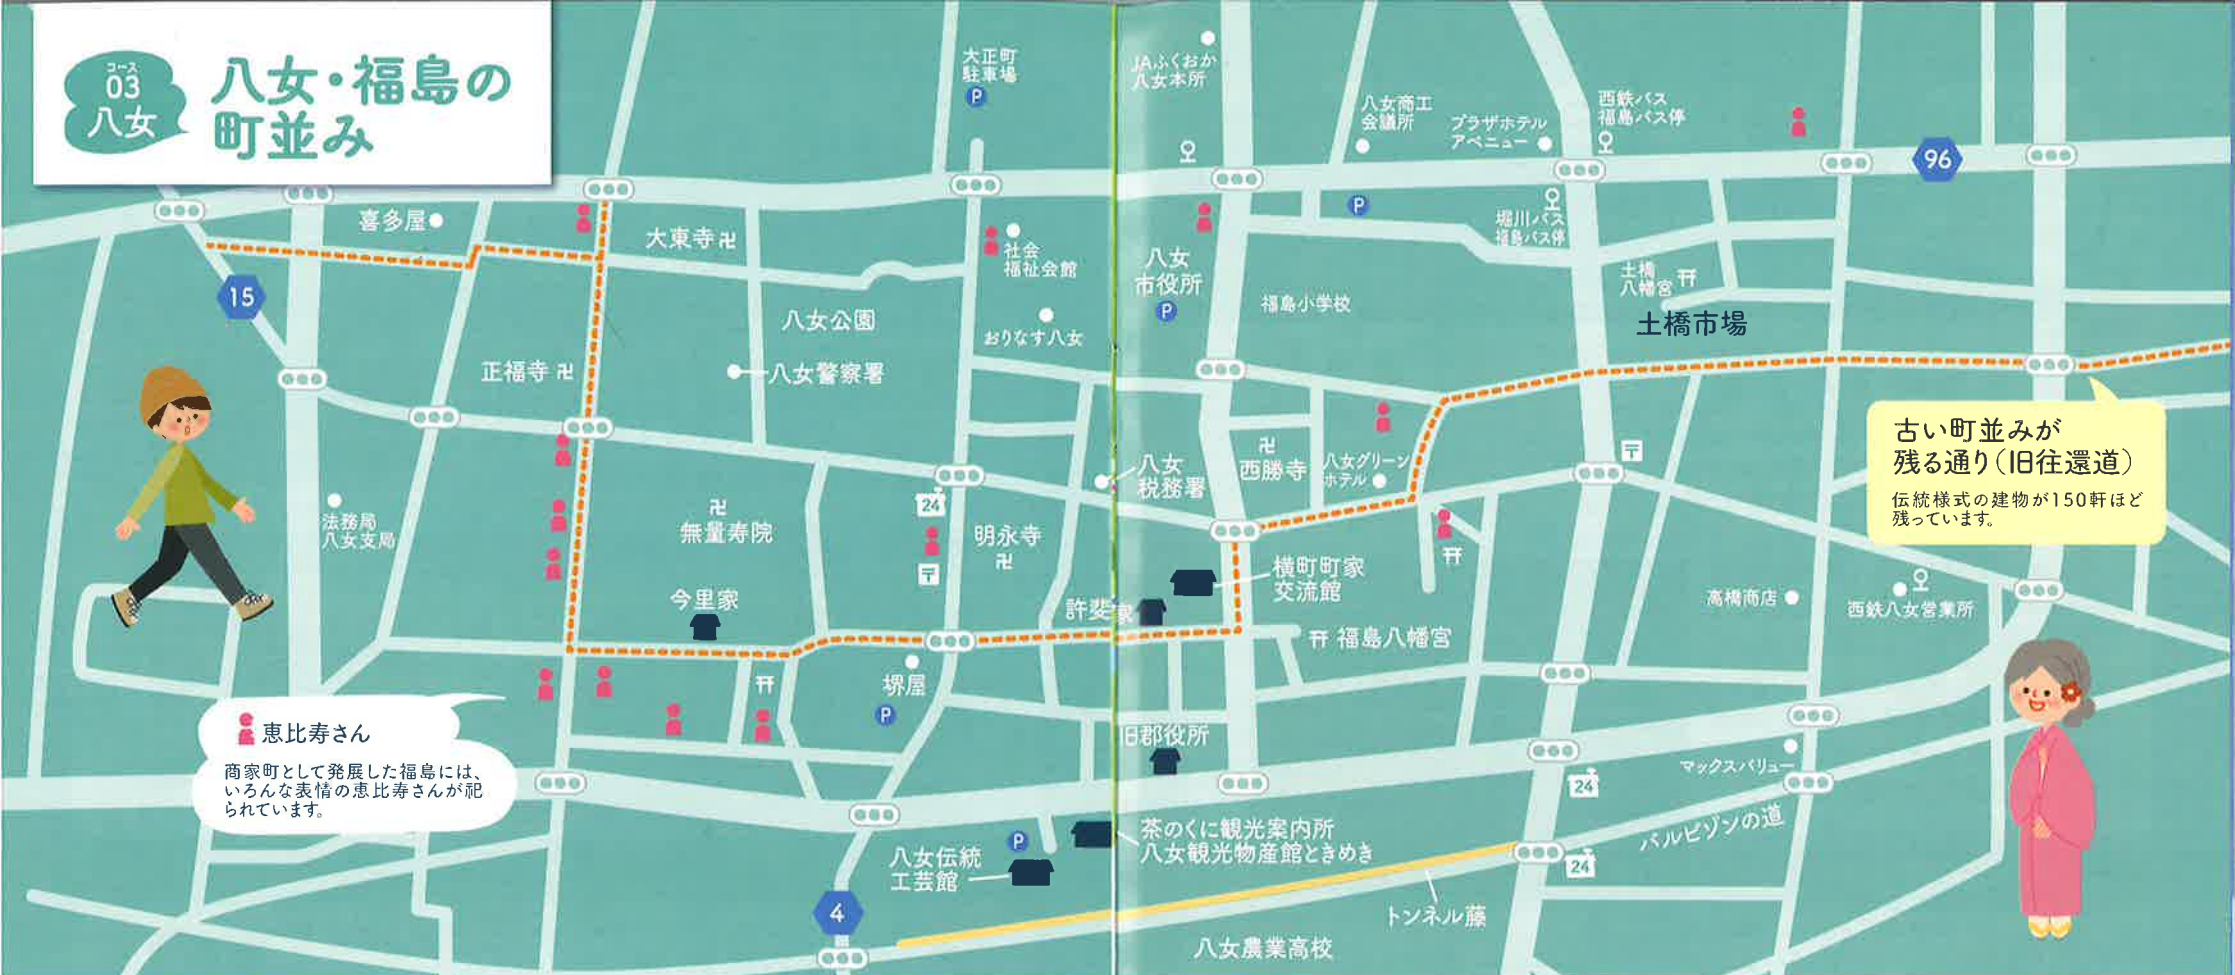 コース
03
八女
八女・福島の
町並み
大正町
駐車場
P
JAふくおか
八女本所
八女商工
会議所
プラザホテル
アベニュー
西鉄バス
福島バス停
96
喜多屋
大東寺
社会
福祉会館
八女
市役所
P
P
堀川バス
福島バス停
土橋
八幡宮
土橋市場
15
八女公園
おりなす八女
福島小学校
正福寺
八女警察署
古い町並みが
残る通り(旧往還道)
伝統様式の建物が150軒ほど
残っています。
法務局
八女支局
無量寿院
24
明永寺
八女
税務署
西勝寺
八女グリーン
ホテル
今里家
許斐家
横町町家
交流館
福島八幡宮
高橋商店
西鉄八女営業所
堺屋
P
旧郡役所
恵比寿さん
商家町として発展した福島には、
いろんな表情の恵比寿さんが祀
られています。
マックスバリュー
24
バルビゾンの道
24
P
八女伝統
工芸館
茶のくに観光案内所
八女観光物産館ときめき
4
トンネル藤
八女農業高校